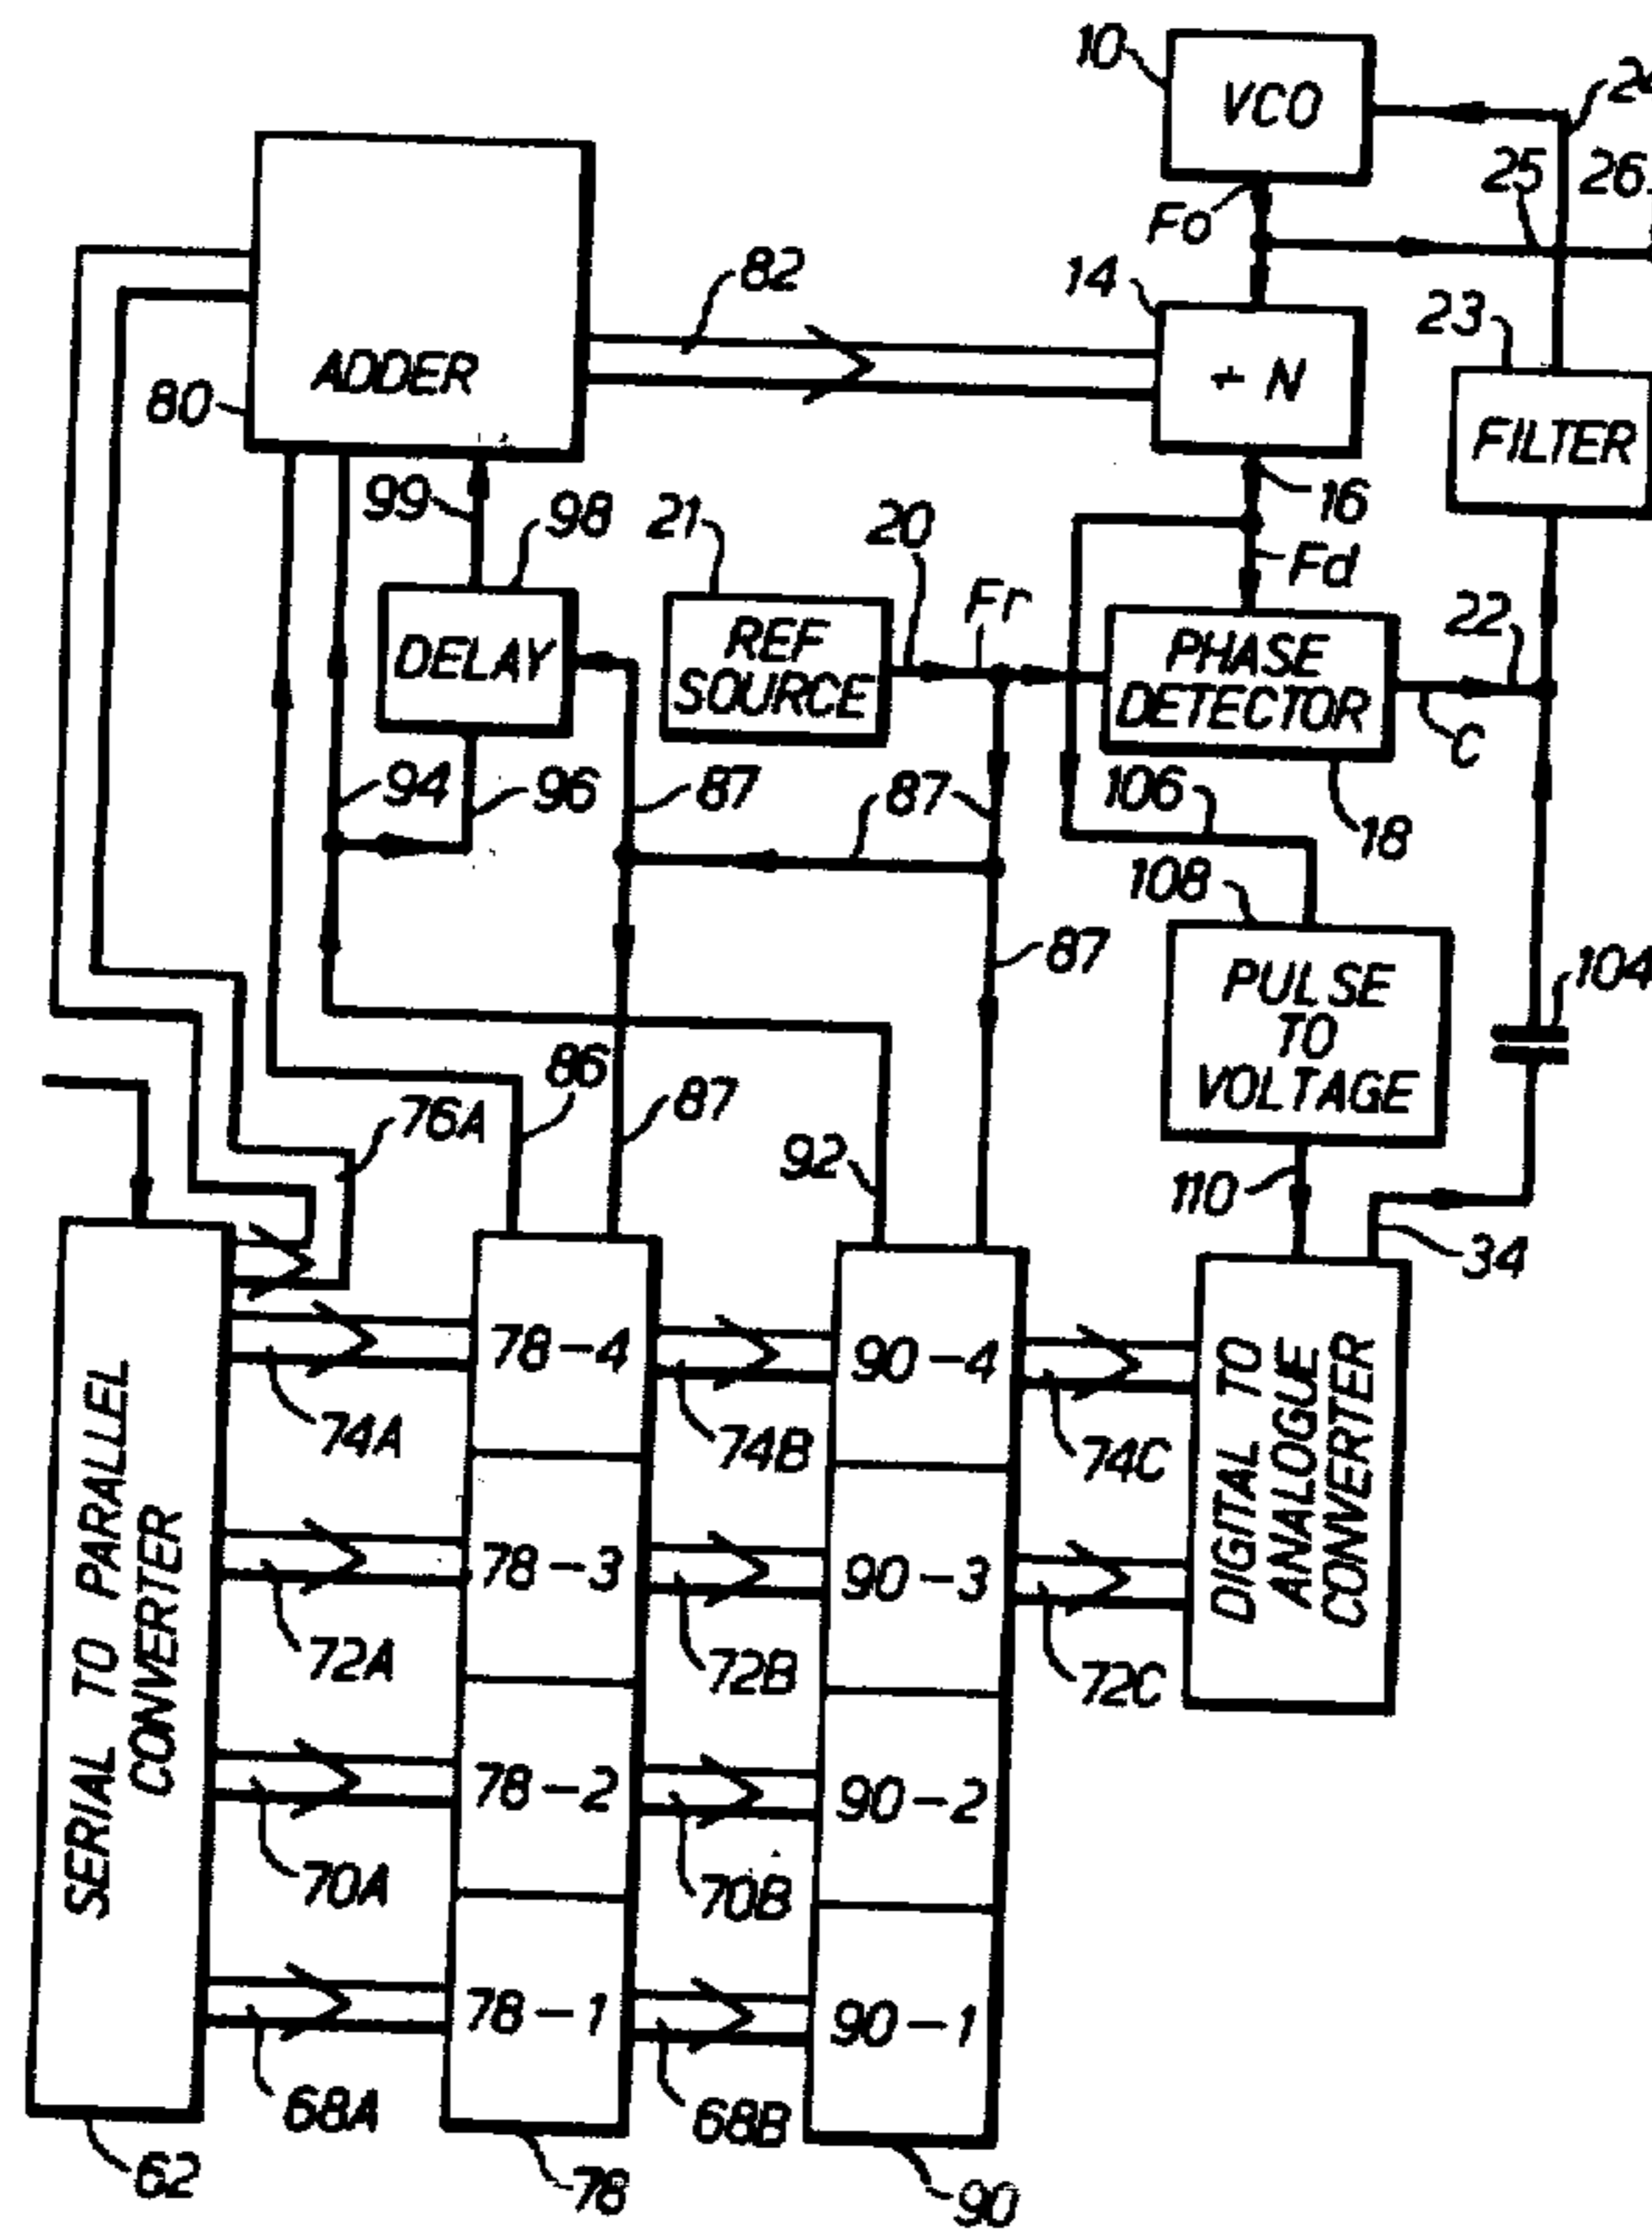 10
VCO
24
25
26
Fo
82
14
23
ADDER
80
÷ N
FILTER
99
98
21
20
16
Fd
Fr
22
DELAY
REF
SOURCE
PHASE
DETECTOR
C
94
96
87
87
106
18
108
87
104
PULSE
TO
VOLTAGE
86
87
76A
92
110
34
78-4
90-4
74A
74B
74C
SERIAL TO PARALLEL
CONVERTER
DIGITAL TO
ANALOGUE
CONVERTER
78-3
90-3
72A
72B
72C
78-2
90-2
70A
70B
78-1
90-1
68A
68B
62
78
90